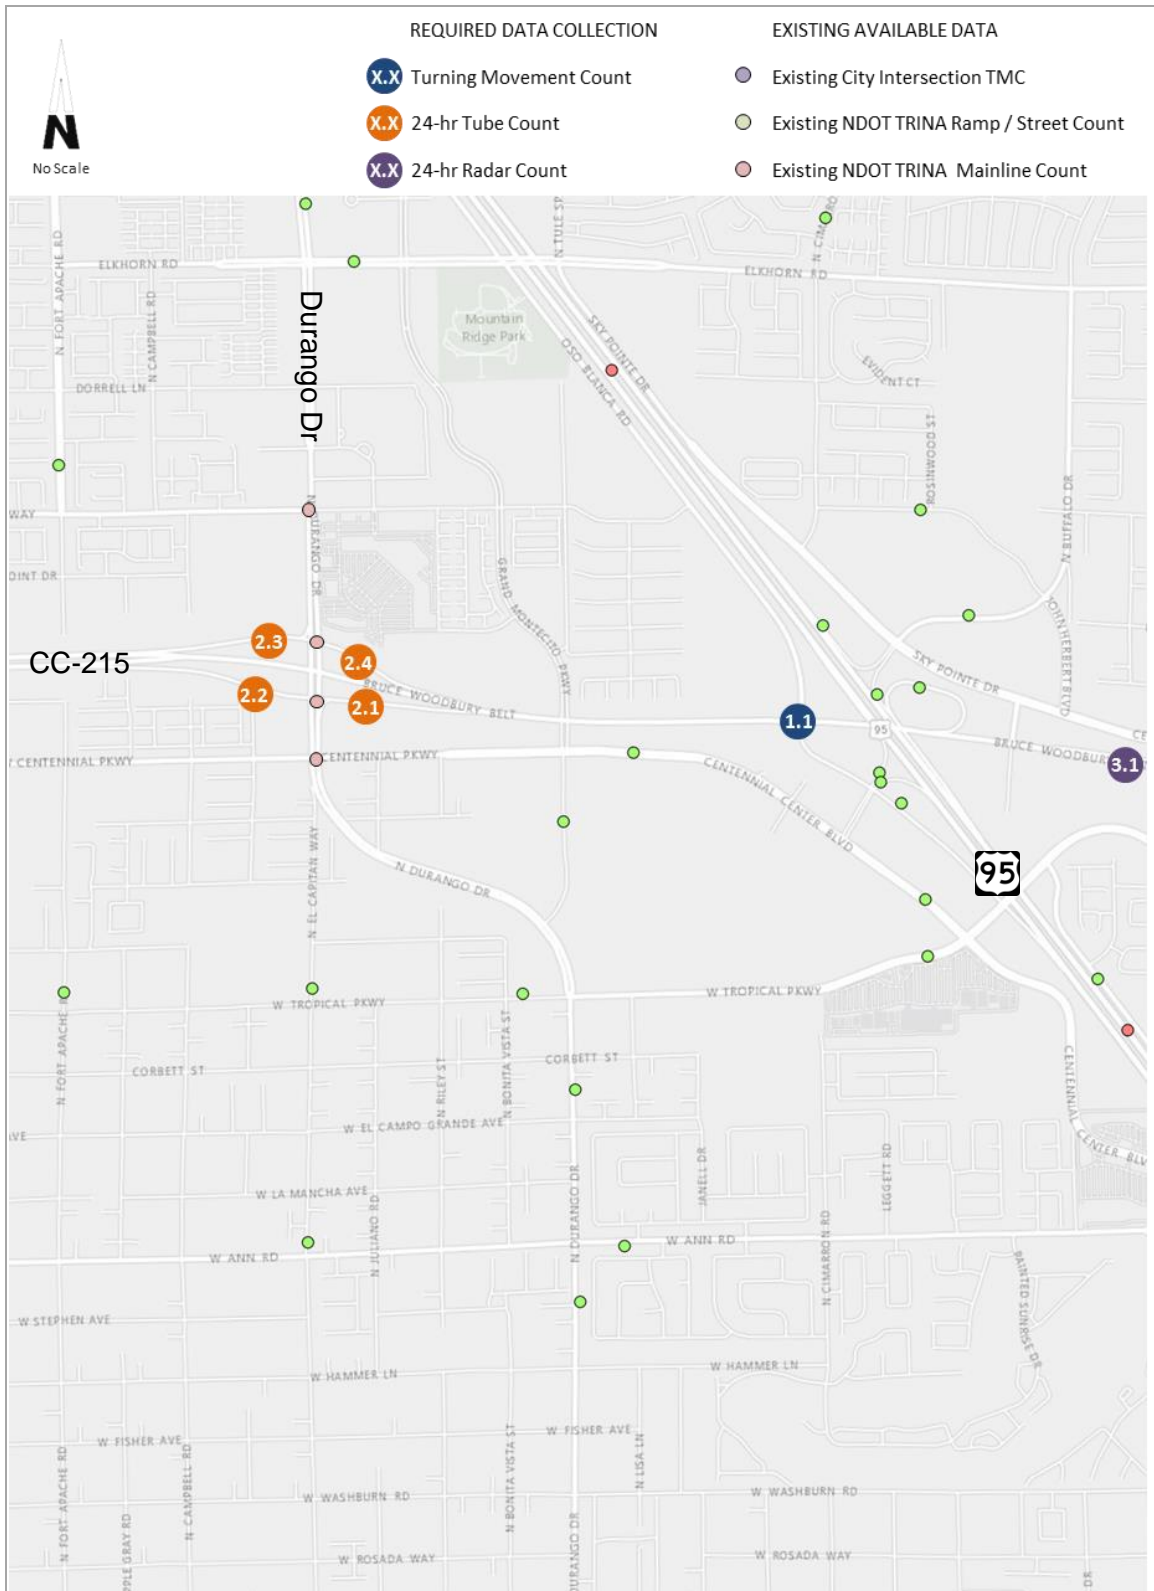 REQUIRED DATA COLLECTION
EXISTING AVAILABLE DATA
N
No Scale
X.X Turning Movement Count
X.X 24-hr Tube Count
X.X 24-hr Radar Count
Existing City Intersection TMC
Existing NDOT TRINA Ramp / Street Count
Existing NDOT TRINA Mainline Count
N FORT APACHE RD
ELKHORN RD
N CAMPBELL RD
DORRELL LN
Durango Dr
Mountain
Ridge Park
N TULE SP
SKY POINTE DR
OSO BLANCA RD
ELKHORN RD
EVIDENT CT
ROSINWOOD ST
N BUFFALO DR
WAY
OINT DR
GRAND MONTECITO PKWY
JOHN HERBERT BLVD
CC-215
2.3
2.4
2.2
2.1
BRUCE WOODBURY BELT
1.1
95
SKY POINTE DR
BRUCE WOODBUR
CE
3.1
CENTENNIAL PKWY
CENTENNIAL PKWY
CENTENNIAL CENTER BLVD
95
N EL CAPITAN WAY
N DURANGO DR
W TROPICAL PKWY
W TROPICAL PKWY
N FORT APACHE R
CORBETT ST
CORBETT ST
N RILEY ST
N BONITA VISTA ST
W EL CAMPO GRANDE AVE
AVE
CENTENNIAL CENTER BLV
W LA MANCHA AVE
N JULIANO RD
JANELL DR
LEGGETT RD
N DURANGO DR
W ANN RD
W ANN RD
N CIMARRON RD
PAINTED SUNRISE DR
W STEPHEN AVE
W HAMMER LN
W HAMMER LN
W FISHER AVE
W FISHER AVE
N FORT APACHE RD
N CAMPBELL RD
N BONITA VISTA ST
N LISA LN
W WASHBURN RD
W WASHBURN RD
PPLE GRAY RD
W ROSADA WAY
W ROSADA WAY
URANGO DR
DR